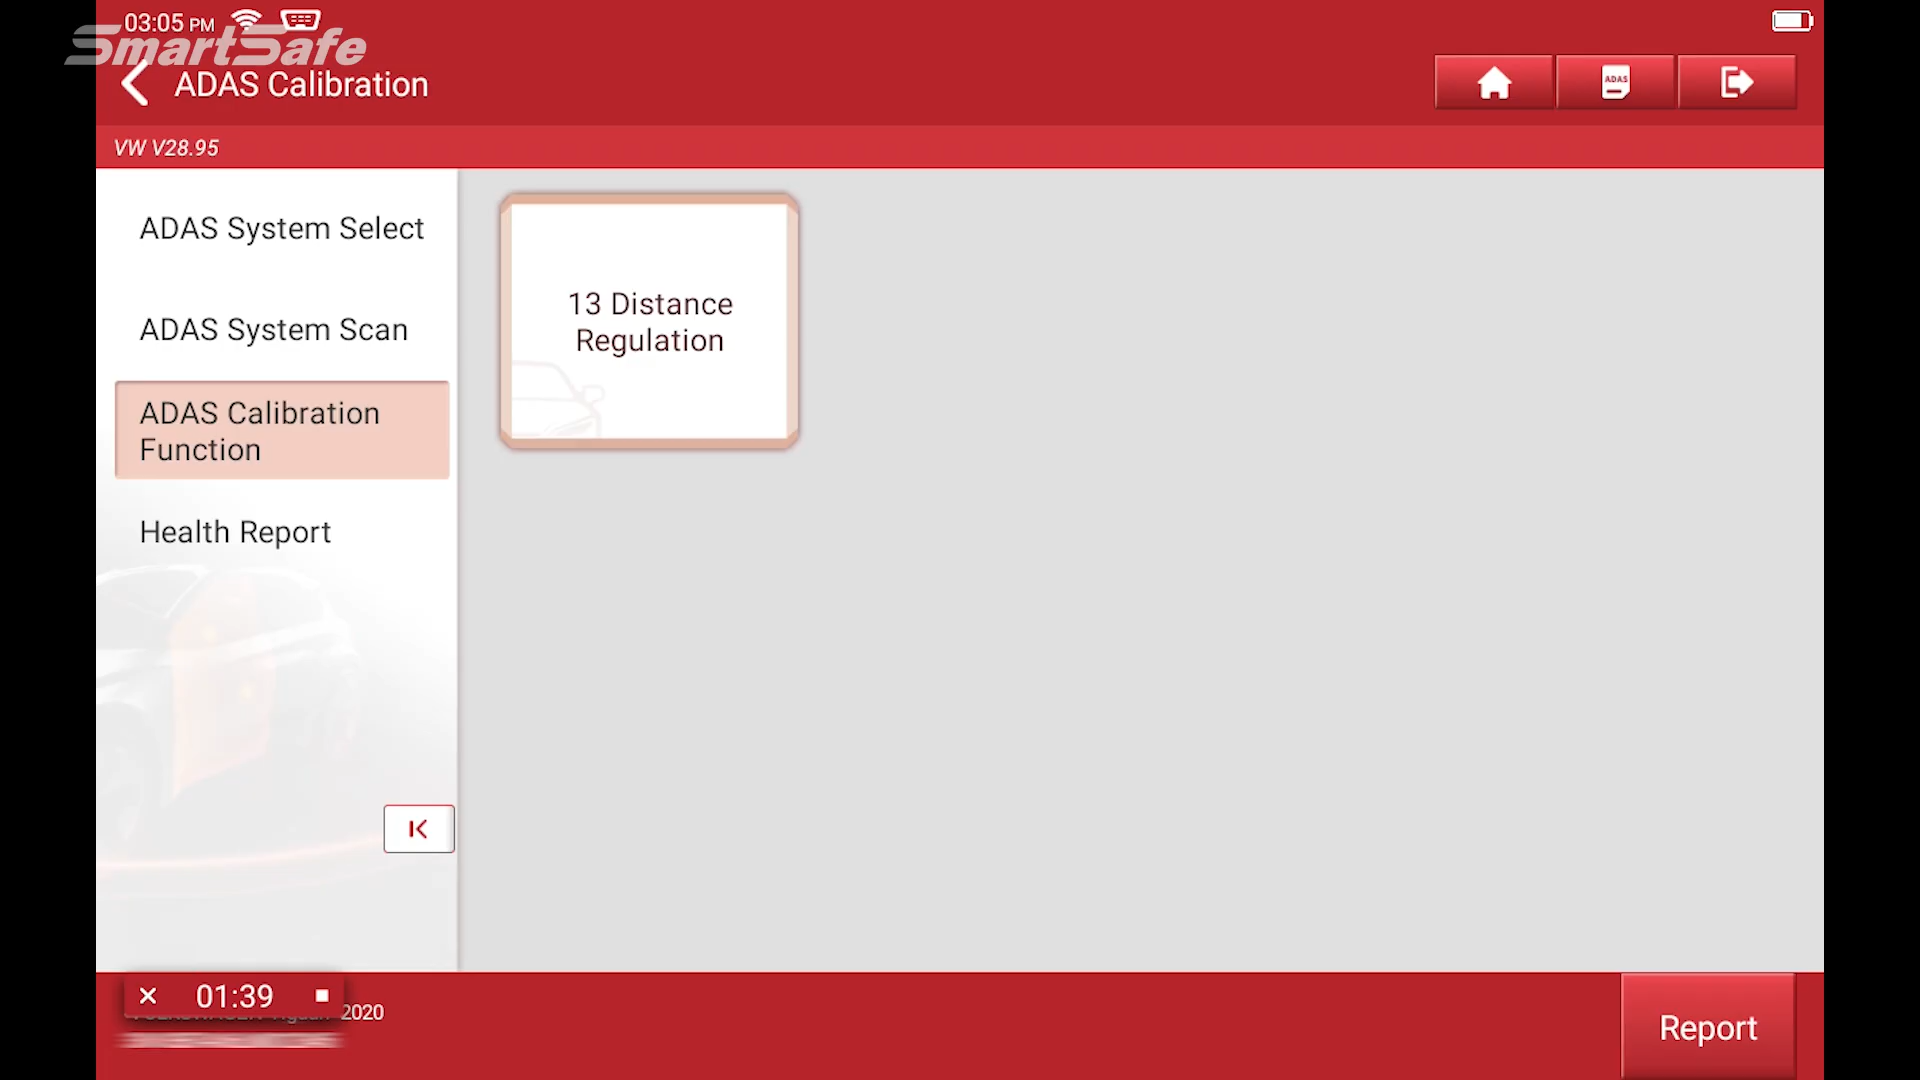 03:05 PM
SmartSafe
ADAS Calibration
ADAS
VW V28.95
ADAS System Select
ADAS System Scan
ADAS Calibration
Function
Health Report
13 Distance
Regulation
01:39
2020
Report